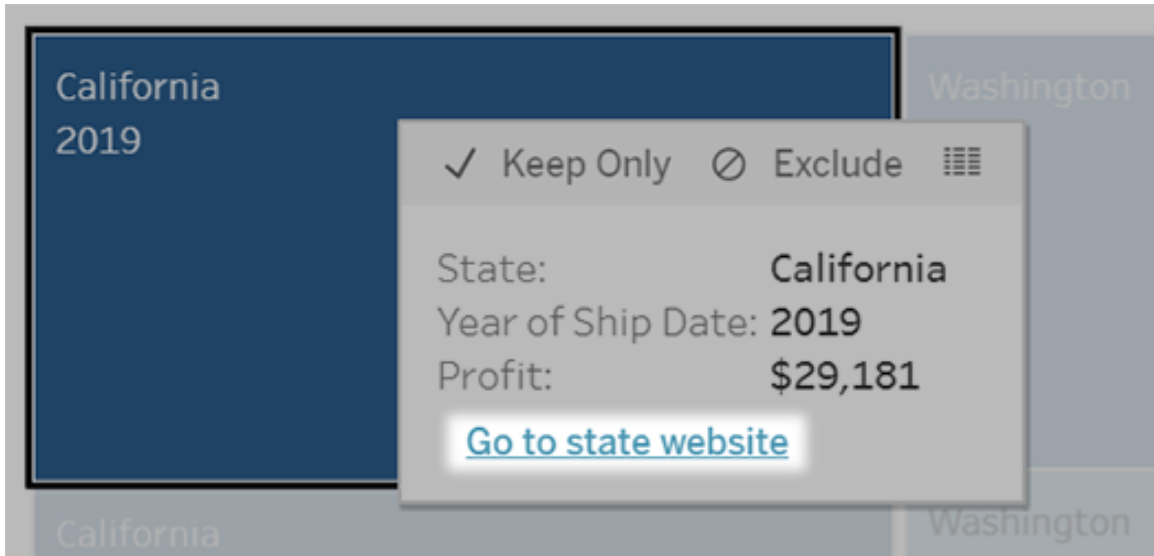 California
2019
Washington
Keep Only Exclude
State: California
Year of Ship Date: 2019
Profit: $29,181
Go to state website
California
Washington